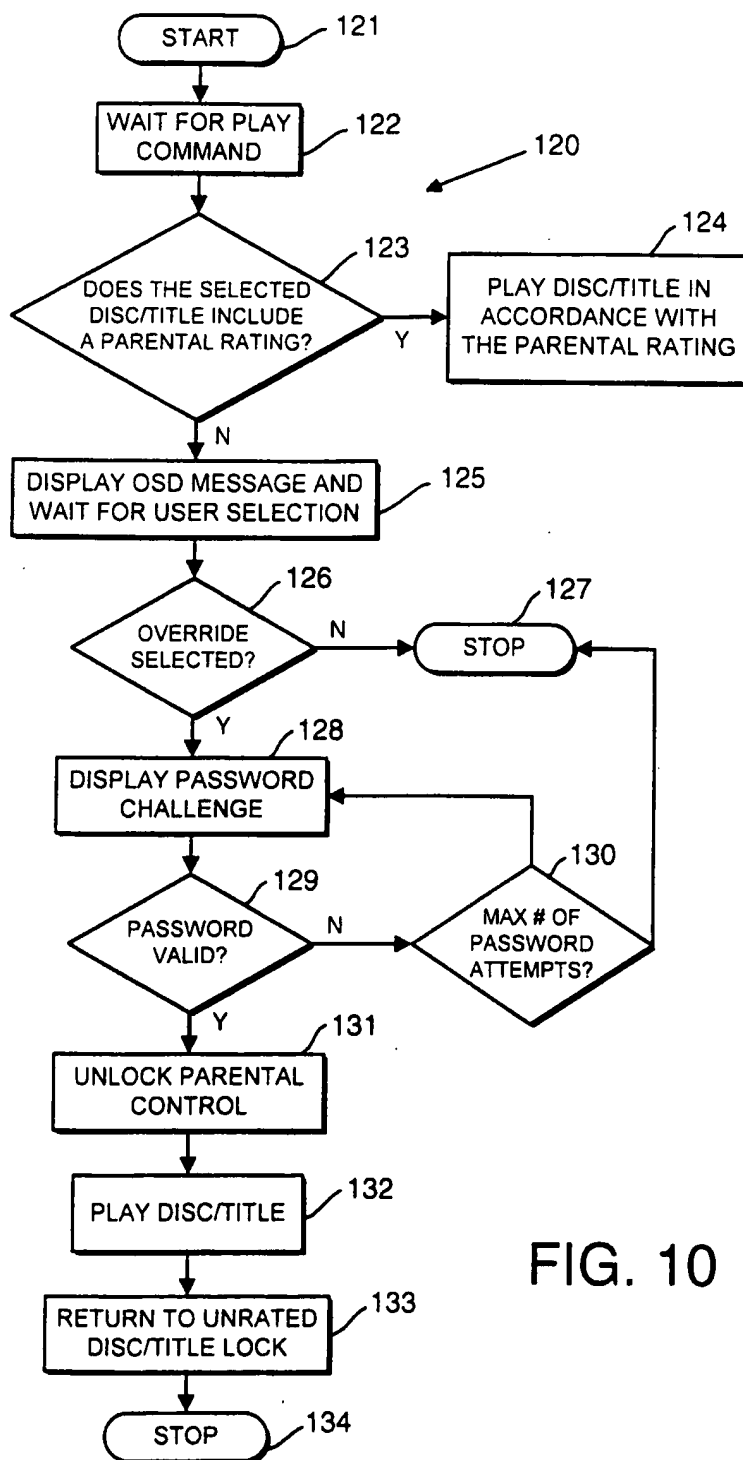 START
121
WAIT FOR PLAY
COMMAND
122
120
123
DOES THE SELECTED
DISC/TITLE INCLUDE
A PARENTAL RATING?
Y
124
PLAY DISC/TITLE IN
ACCORDANCE WITH
THE PARENTAL RATING
N
DISPLAY OSD MESSAGE AND
WAIT FOR USER SELECTION
125
126
OVERRIDE
SELECTED?
N
127
STOP
Y
128
DISPLAY PASSWORD
CHALLENGE
129
PASSWORD
VALID?
N
130
MAX # OF
PASSWORD
ATTEMPTS?
Y
131
UNLOCK PARENTAL
CONTROL
PLAY DISC/TITLE
132
FIG. 10
RETURN TO UNRATED
DISC/TITLE LOCK
133
STOP
134